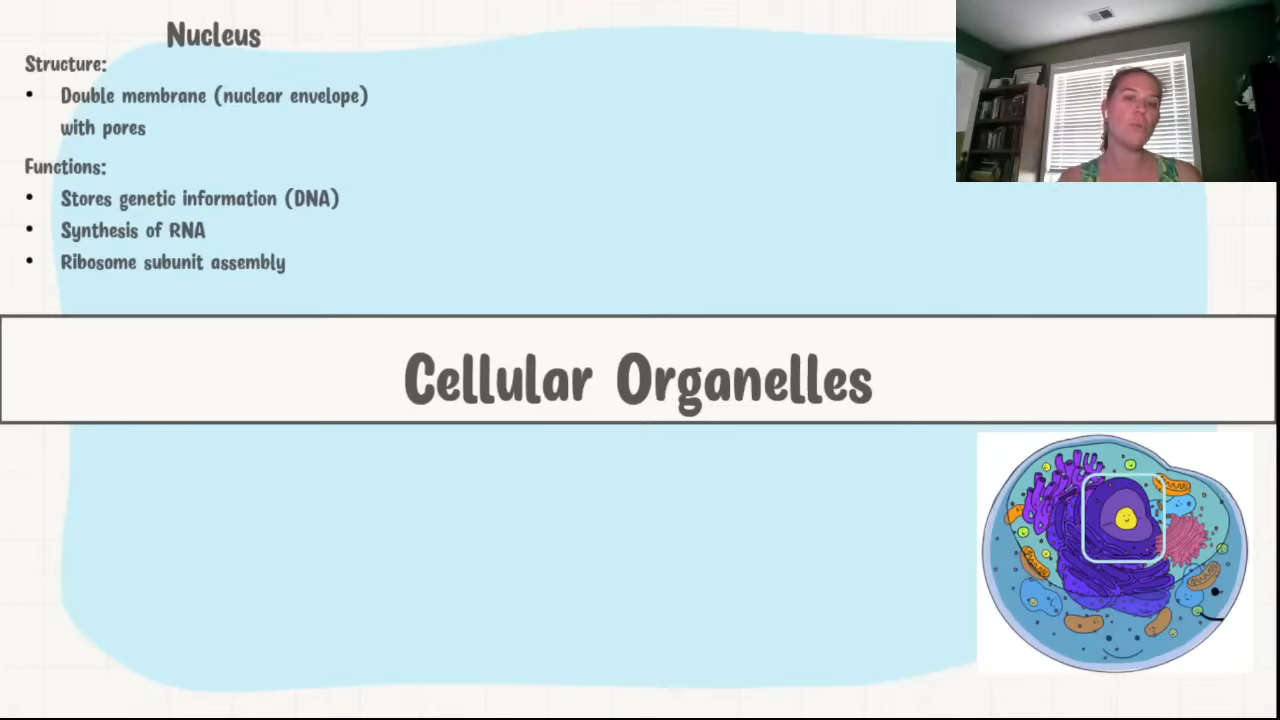 Nucleus
Structure:
• Double membrane (nuclear envelope)
with pores
Functions:
• Stores genetic information (DNA)
• Synthesis of RNA
• Ribosome subunit assembly
Cellular Organelles